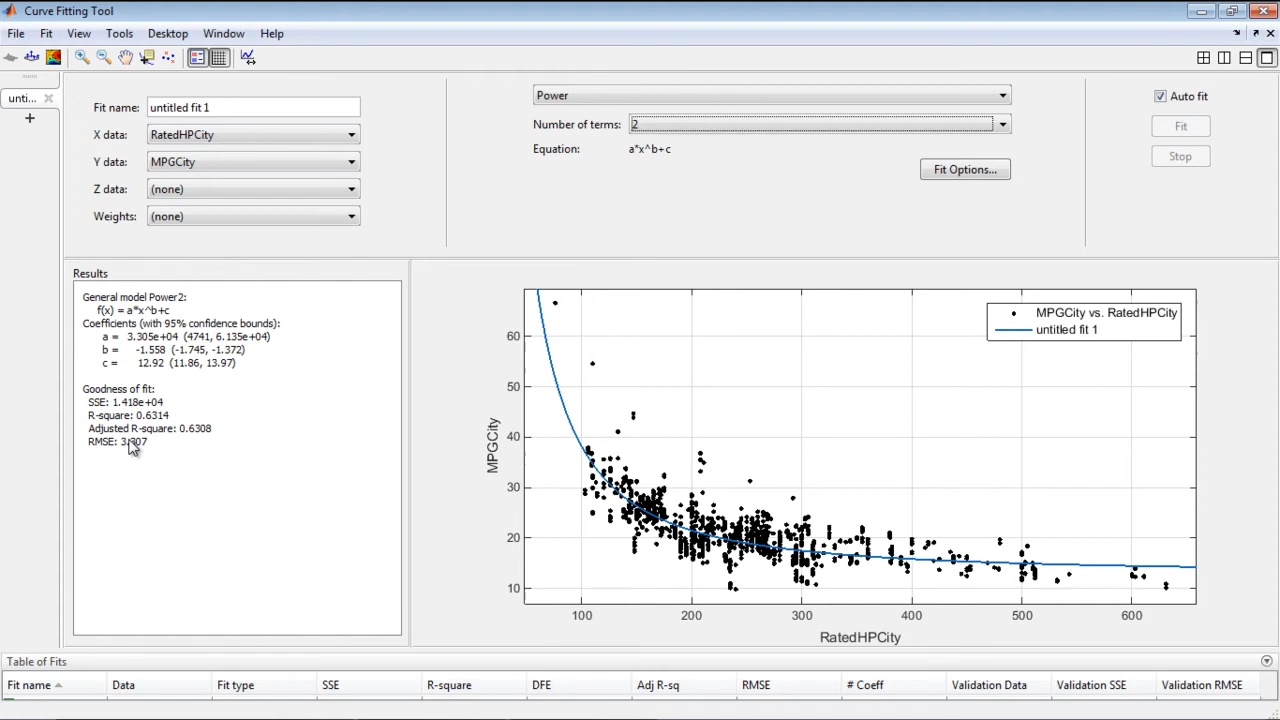 Curve Fitting Tool
File Fit View Tools Desktop Window Help
unti...
Fit name: untitled fit 1
X data: RatedHPCity
Y data: MPGCity
Z data: (none)
Weights: (none)
Power
Number of terms: 2
Equation: a*x^b+c
Fit Options...
Auto fit
Fit
Stop
Results
General model Power2:
f(x) = a*x^b+c
Coefficients (with 95% confidence bounds):
a = 3.305e+04 (4741, 6.135e+04)
b = -1.558 (-1.745, -1.372)
c = 12.92 (11.86, 13.97)
Goodness of fit:
SSE: 1.418e+04
R-square: 0.6314
Adjusted R-square: 0.6308
RMSE:
MPGCity vs. RatedHPCity
untitled fit 1
60
50
40
30
20
10
MPGCity
100 200 300 400 500 600
RatedHPCity
Table of Fits
Fit name Data Fit type SSE R-square DFE Adj R-sq RMSE # Coeff Validation Data Validation SSE Validation RMSE